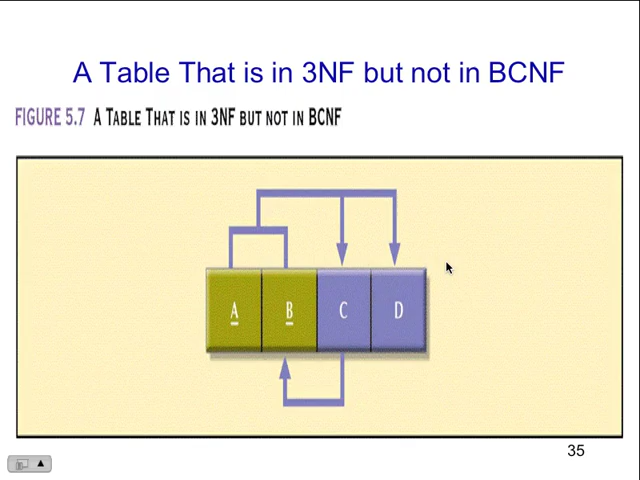 A Table That is in 3NF but not in BCNF
FIGURE 5.7 A TABLE THAT IS IN 3NF BUT NOT IN BCNF
A B C D
35